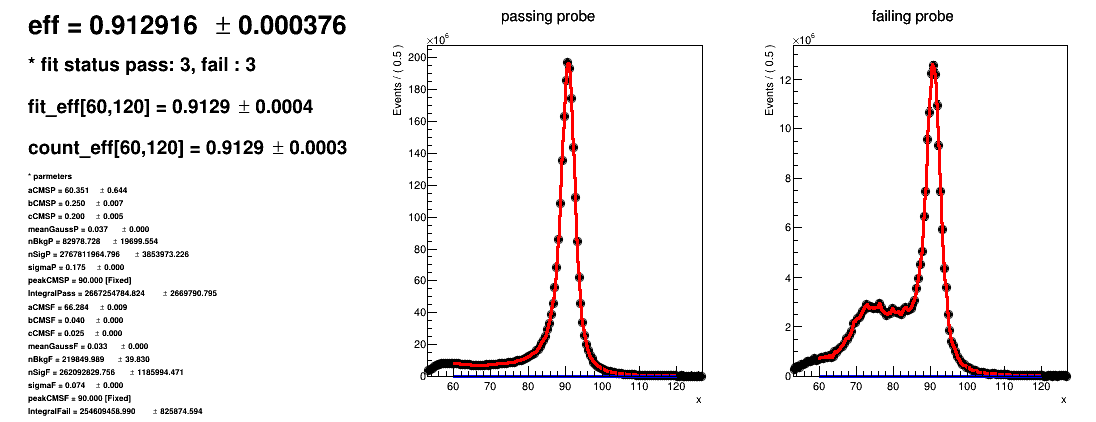 eff = 0.912916 ± 0.000376
* fit status pass: 3, fail : 3
fit_eff[60,120] = 0.9129 ± 0.0004
count_eff[60,120] = 0.9129 ± 0.0003
* parmeters
aCMSP = 60.351 ± 0.644
bCMSP = 0.250 ± 0.007
cCMSP = 0.200 ± 0.005
meanGaussP = 0.037 ± 0.000
nBkgP = 82978.728 ± 19699.554
nSigP = 2767811964.796 ± 3853973.226
sigmaP = 0.175 ± 0.000
peakCMSP = 90.000 [Fixed]
IntegralPass = 2667254784.824 ± 2669790.795
aCMSF = 66.284 ± 0.009
bCMSF = 0.040 ± 0.000
cCMSF = 0.025 ± 0.000
meanGaussF = 0.033 ± 0.000
nBkgF = 219849.989 ± 39.830
nSigF = 262092829.756 ± 1185994.471
sigmaF = 0.074 ± 0.000
peakCMSF = 90.000 [Fixed]
IntegralFail = 254609458.990 ± 825874.594
passing probe
×10⁶
Events / ( 0.5 )
200
180
160
140
120
100
80
60
40
20
0
60 70 80 90 100 110 120
x
failing probe
×10⁶
Events / ( 0.5 )
12
10
8
6
4
2
0
60 70 80 90 100 110 120
x